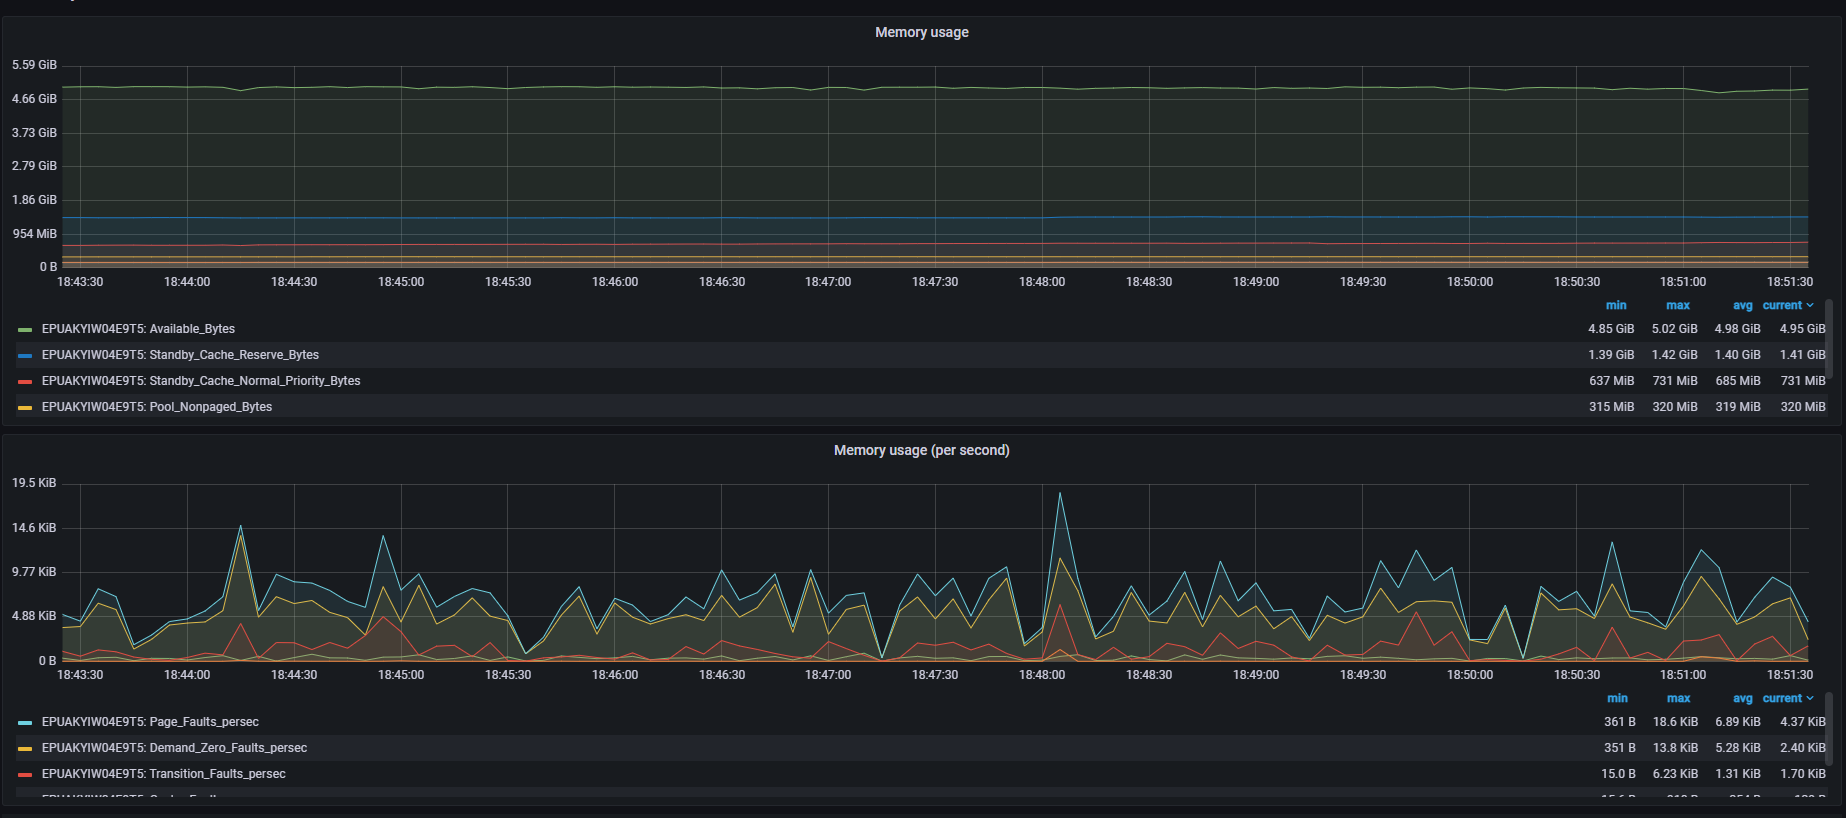 Memory usage
5.59 GiB
4.66 GiB
3.73 GiB
2.79 GiB
1.86 GiB
954 MiB
0 B
18:43:30 18:44:00 18:44:30 18:45:00 18:45:30 18:46:00 18:46:30 18:47:00 18:47:30 18:48:00 18:48:30 18:49:00 18:49:30 18:50:00 18:50:30 18:51:00 18:51:30
min max avg current
EPUAKYIW04E9T5: Available_Bytes 4.85 GiB 5.02 GiB 4.98 GiB 4.95 GiB
EPUAKYIW04E9T5: Standby_Cache_Reserve_Bytes 1.39 GiB 1.42 GiB 1.40 GiB 1.41 GiB
EPUAKYIW04E9T5: Standby_Cache_Normal_Priority_Bytes 637 MiB 731 MiB 685 MiB 731 MiB
EPUAKYIW04E9T5: Pool_Nonpaged_Bytes 315 MiB 320 MiB 319 MiB 320 MiB
Memory usage (per second)
19.5 KiB
14.6 KiB
9.77 KiB
4.88 KiB
0 B
18:43:30 18:44:00 18:44:30 18:45:00 18:45:30 18:46:00 18:46:30 18:47:00 18:47:30 18:48:00 18:48:30 18:49:00 18:49:30 18:50:00 18:50:30 18:51:00 18:51:30
min max avg current
EPUAKYIW04E9T5: Page_Faults_persec 361 B 18.6 KiB 6.89 KiB 4.37 KiB
EPUAKYIW04E9T5: Demand_Zero_Faults_persec 351 B 13.8 KiB 5.28 KiB 2.40 KiB
EPUAKYIW04E9T5: Transition_Faults_persec 15.0 B 6.23 KiB 1.31 KiB 1.70 KiB